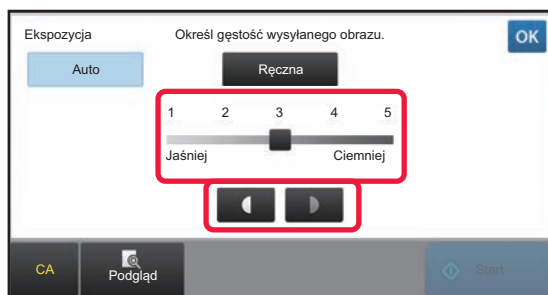 Ekspozycja
Określ gęstość wysyłanego obrazu.
OK
Auto
Ręczna
1 2 3 4 5
Jaśniej
Ciemniej
CA
Podgląd
Start